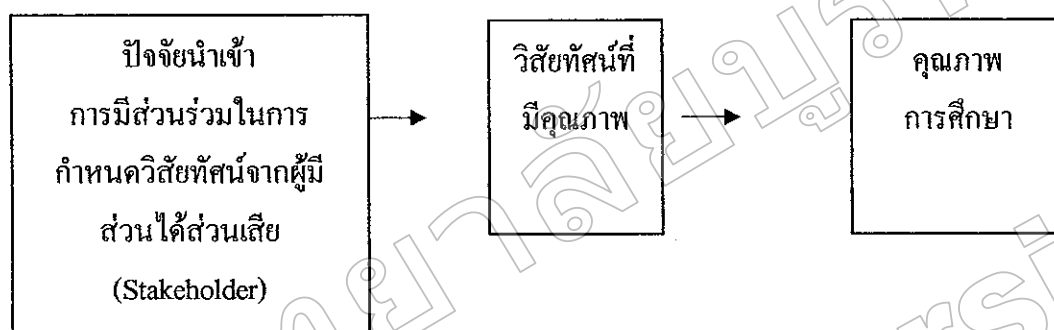 ปัจจัยนำเข้า
การมีส่วนร่วมในการ
กำหนดวิสัยทัศน์จากผู้มี
ส่วนได้ส่วนเสีย
(Stakeholder)
วิสัยทัศน์ที่
มีคุณภาพ
คุณภาพ
การศึกษา